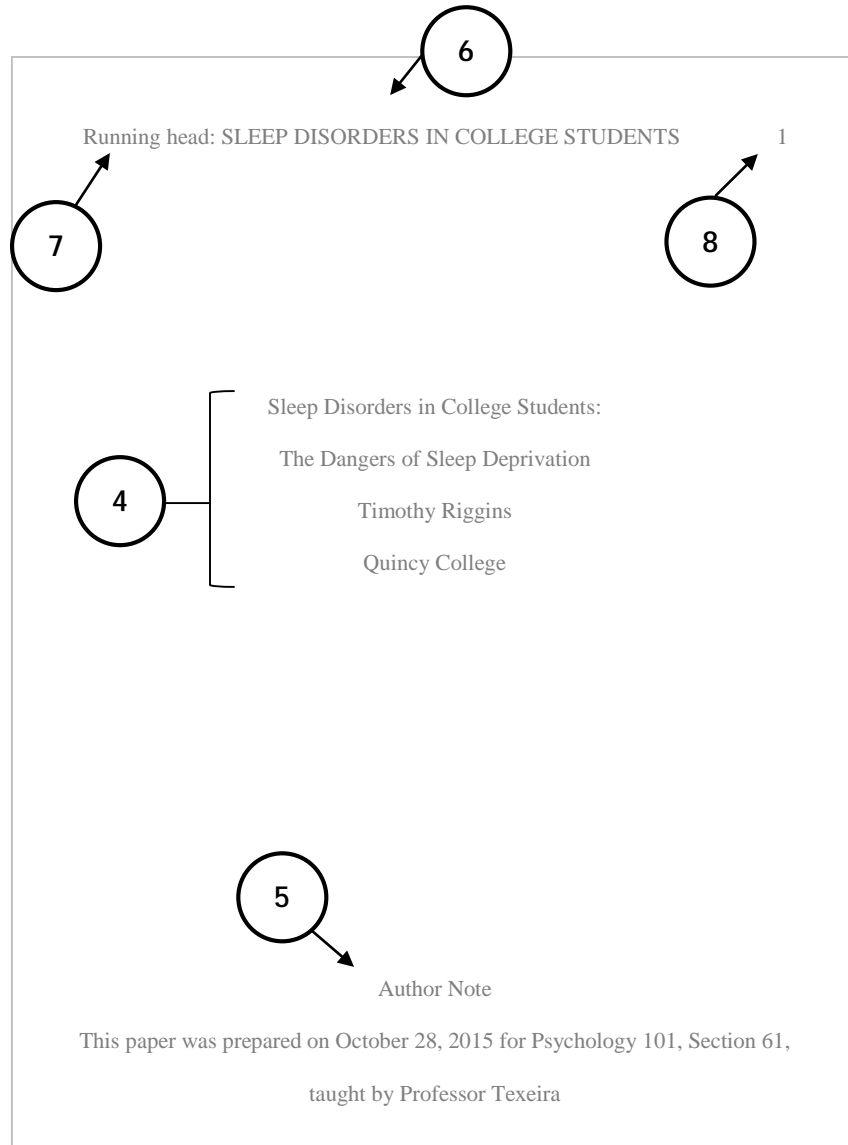 6
Running head: SLEEP DISORDERS IN COLLEGE STUDENTS 1
7
8
Sleep Disorders in College Students:
The Dangers of Sleep Deprivation
4
Timothy Riggins
Quincy College
5
Author Note
This paper was prepared on October 28, 2015 for Psychology 101, Section 61,
taught by Professor Texeira